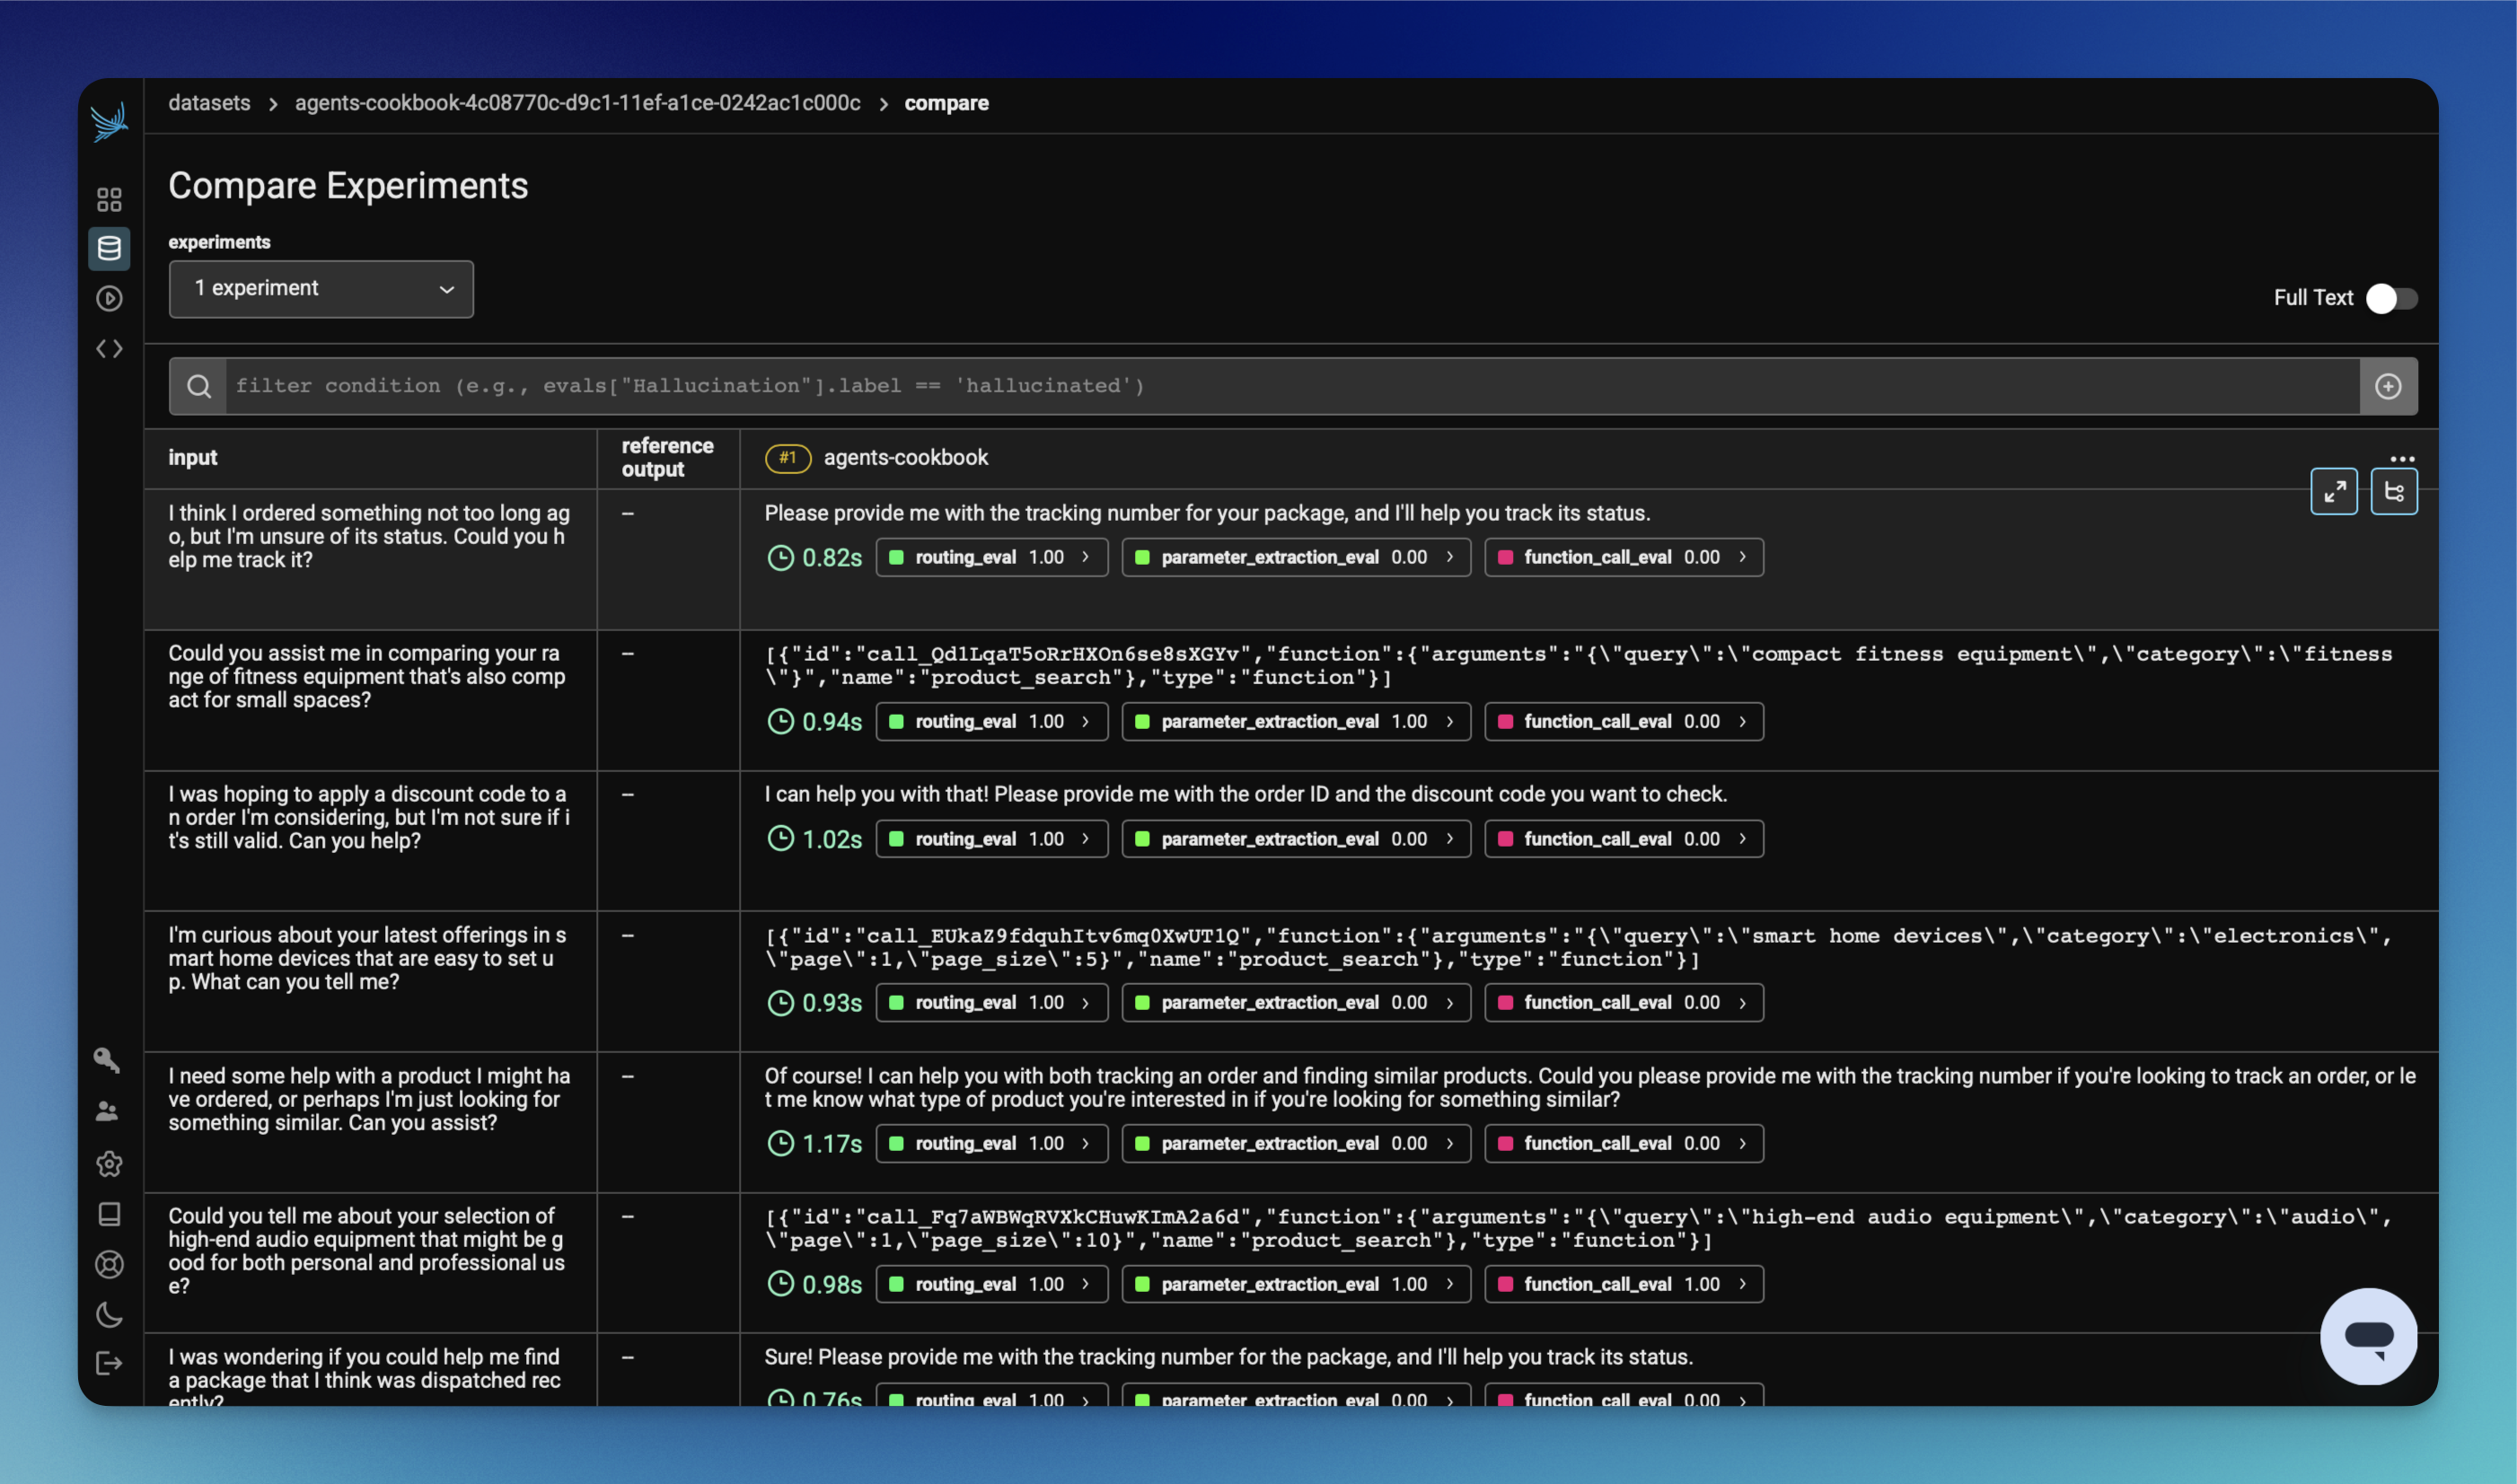 datasets > agents-cookbook-4c08770c-d9c1-11ef-a1ce-0242ac1c000c > compare
Compare Experiments
experiments
1 experiment
Full Text
filter condition (e.g., evals["Hallucination"].label == 'hallucinated')
input
reference
output
#1 agents-cookbook
I think I ordered something not too long ag
o, but I'm unsure of its status. Could you h
elp me track it?
–
Please provide me with the tracking number for your package, and I'll help you track its status.
0.82s routing_eval 1.00 > parameter_extraction_eval 0.00 > function_call_eval 0.00 >
Could you assist me in comparing your ra
nge of fitness equipment that's also comp
act for small spaces?
–
[{"id":"call_Qd1LqaT5oRrHXOn6se8sXGYv","function":{"arguments":"{\"query\":\"compact fitness equipment\",\"category\":\"fitness
\"}","name":"product_search"},"type":"function"}]
0.94s routing_eval 1.00 > parameter_extraction_eval 1.00 > function_call_eval 0.00 >
I was hoping to apply a discount code to a
n order I'm considering, but I'm not sure if i
t's still valid. Can you help?
–
I can help you with that! Please provide me with the order ID and the discount code you want to check.
1.02s routing_eval 1.00 > parameter_extraction_eval 0.00 > function_call_eval 0.00 >
I'm curious about your latest offerings in s
mart home devices that are easy to set u
p. What can you tell me?
–
[{"id":"call_EUkaZ9fdquhItv6mq0XwUT1Q","function":{"arguments":"{\"query\":\"smart home devices\",\"category\":\"electronics\",
\"page\":1,\"page_size\":5}","name":"product_search"},"type":"function"}]
0.93s routing_eval 1.00 > parameter_extraction_eval 0.00 > function_call_eval 0.00 >
I need some help with a product I might ha
ve ordered, or perhaps I'm just looking for
something similar. Can you assist?
–
Of course! I can help you with both tracking an order and finding similar products. Could you please provide me with the tracking number if you're looking to track an order, or le
t me know what type of product you're interested in if you're looking for something similar?
1.17s routing_eval 1.00 > parameter_extraction_eval 0.00 > function_call_eval 0.00 >
Could you tell me about your selection of
high-end audio equipment that might be g
ood for both personal and professional us
e?
–
[{"id":"call_Fq7aWBWqRVXkCHuwKImA2a6d","function":{"arguments":"{\"query\":\"high-end audio equipment\",\"category\":\"audio\",
\"page\":1,\"page_size\":10}","name":"product_search"},"type":"function"}]
0.98s routing_eval 1.00 > parameter_extraction_eval 1.00 > function_call_eval 1.00 >
I was wondering if you could help me find
a package that I think was dispatched rec
ently?
–
Sure! Please provide me with the tracking number for the package, and I'll help you track its status.
0.76s routing_eval 1.00 > parameter_extraction_eval 0.00 > function_call_eval 0.00 >